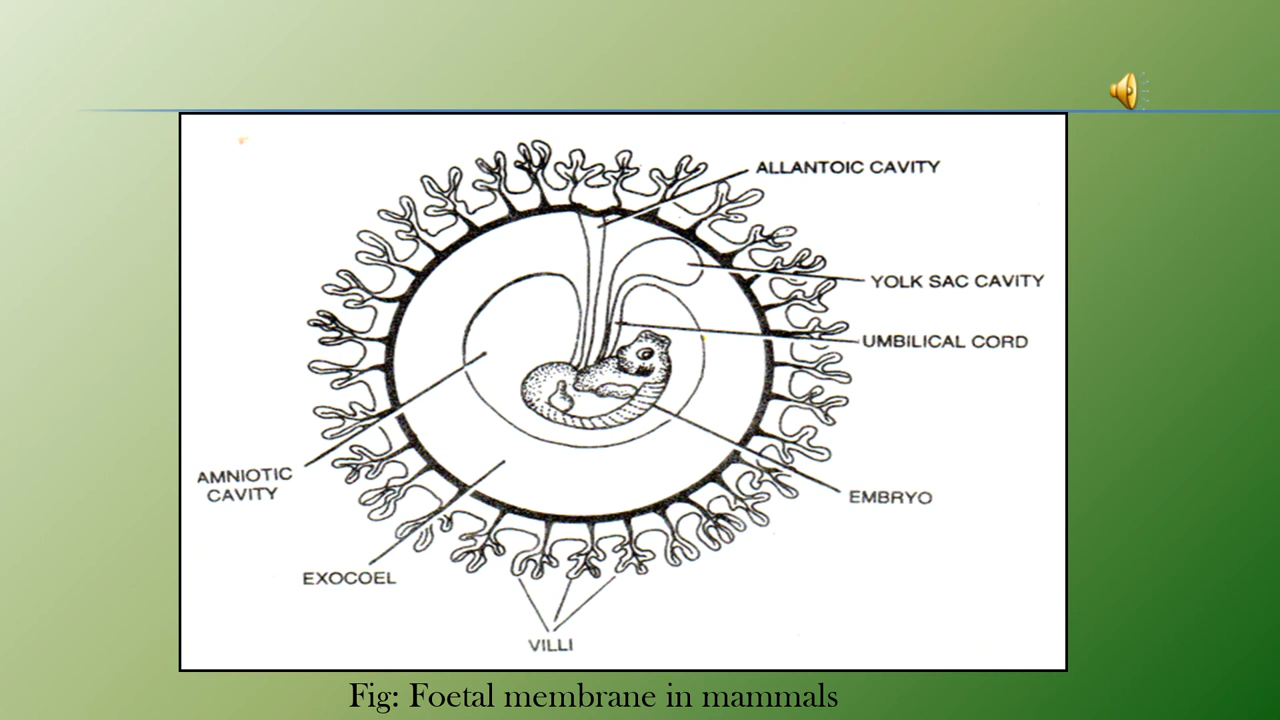 ALLANTOIC CAVITY
YOLK SAC CAVITY
UMBILICAL CORD
AMNIOTIC
CAVITY
EMBRYO
EXOCOEL
VILLI
Fig: Foetal membrane in mammals